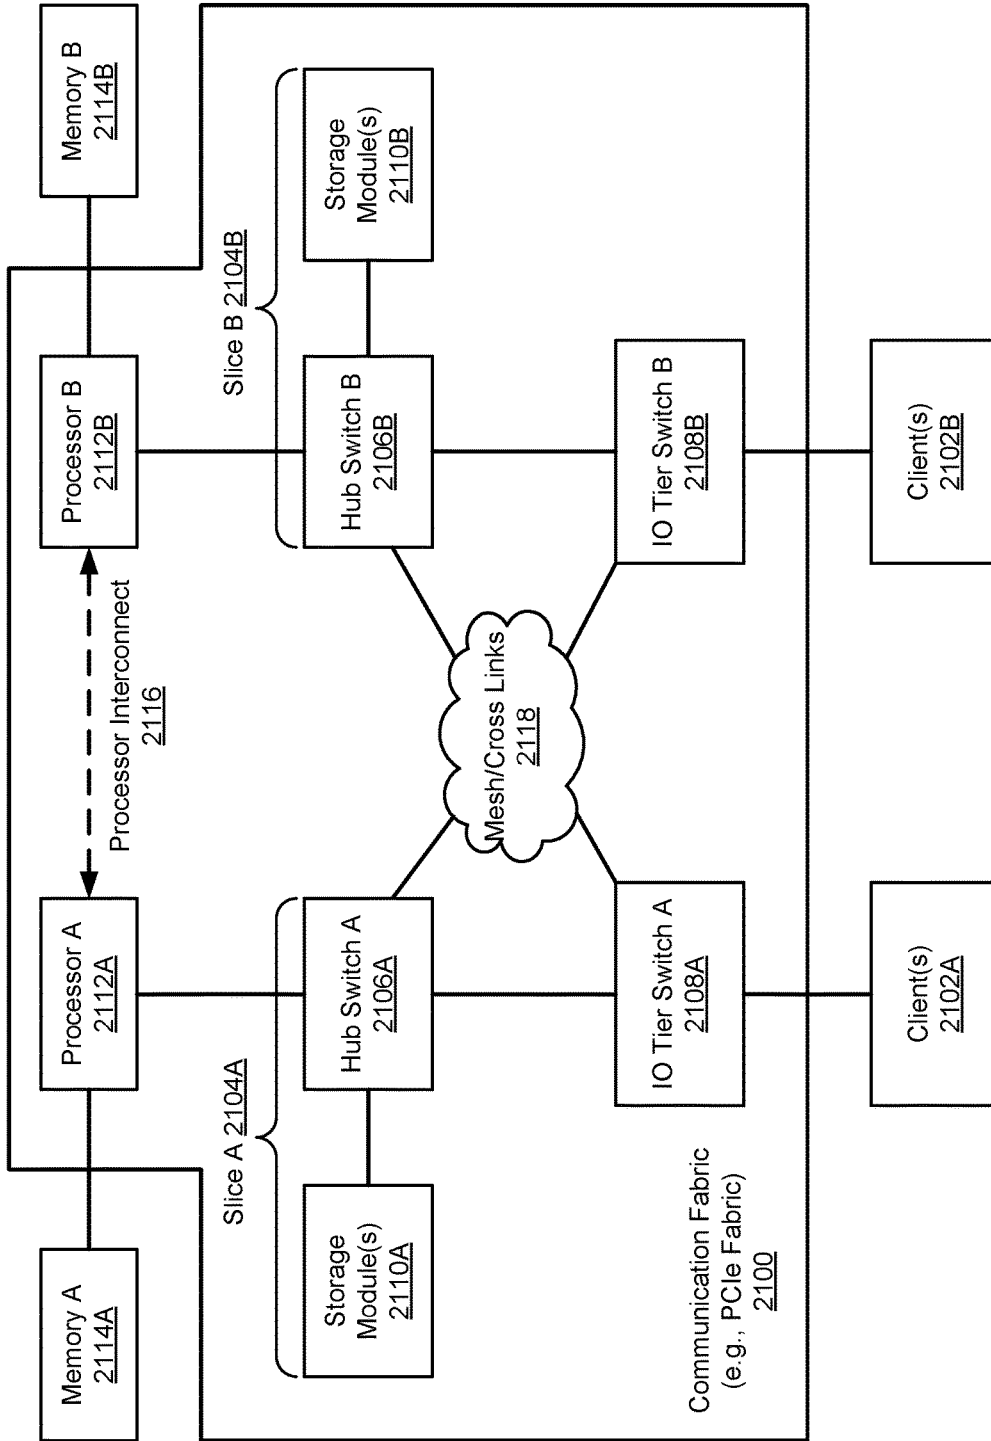 Memory A
2114A
Processor A
2112A
Processor Interconnect
2116
Processor B
2112B
Memory B
2114B
Slice A 2104A
Slice B 2104B
Storage
Module(s)
2110A
Hub Switch A
2106A
Hub Switch B
2106B
Storage
Module(s)
2110B
Mesh/Cross Links
2118
IO Tier Switch A
2108A
IO Tier Switch B
2108B
Communication Fabric
(e.g., PCIe Fabric)
2100
Client(s)
2102A
Client(s)
2102B